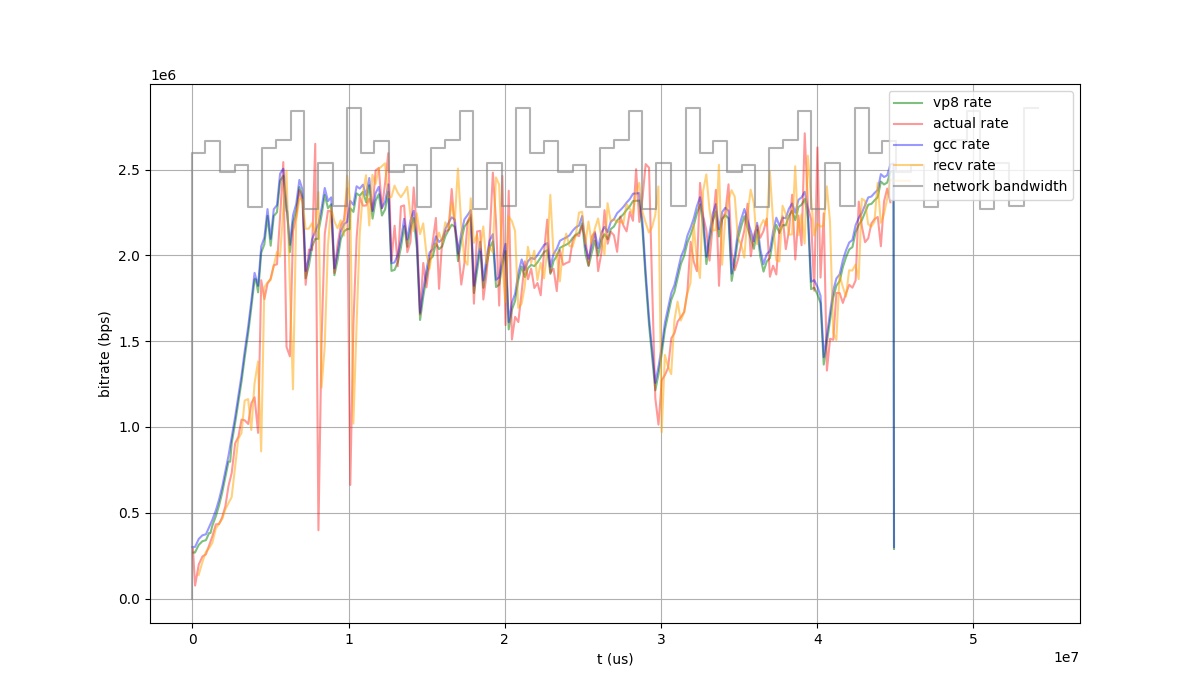 1e6
vp8 rate
actual rate
gcc rate
recv rate
network bandwidth
2.5
2.0
1.5
1.0
0.5
0.0
bitrate (bps)
0 1 2 3 4 5
t (us)
1e7